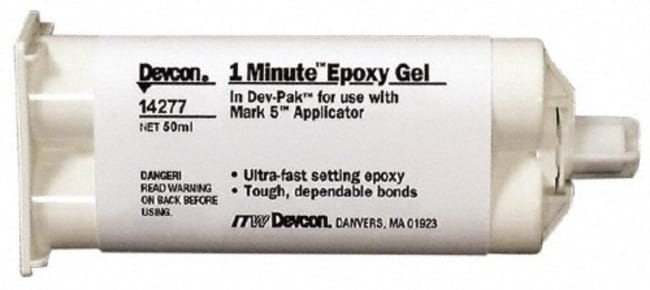 Devcon.
14277
NET 50ml
DANGER!
READ WARNING
ON BACK BEFORE
USING.
1 Minute™ Epoxy Gel
In Dev-Pak™ for use with
Mark 5™ Applicator
• Ultra-fast setting epoxy
• Tough, dependable bonds
ITW Devcon. DANVERS, MA 01923